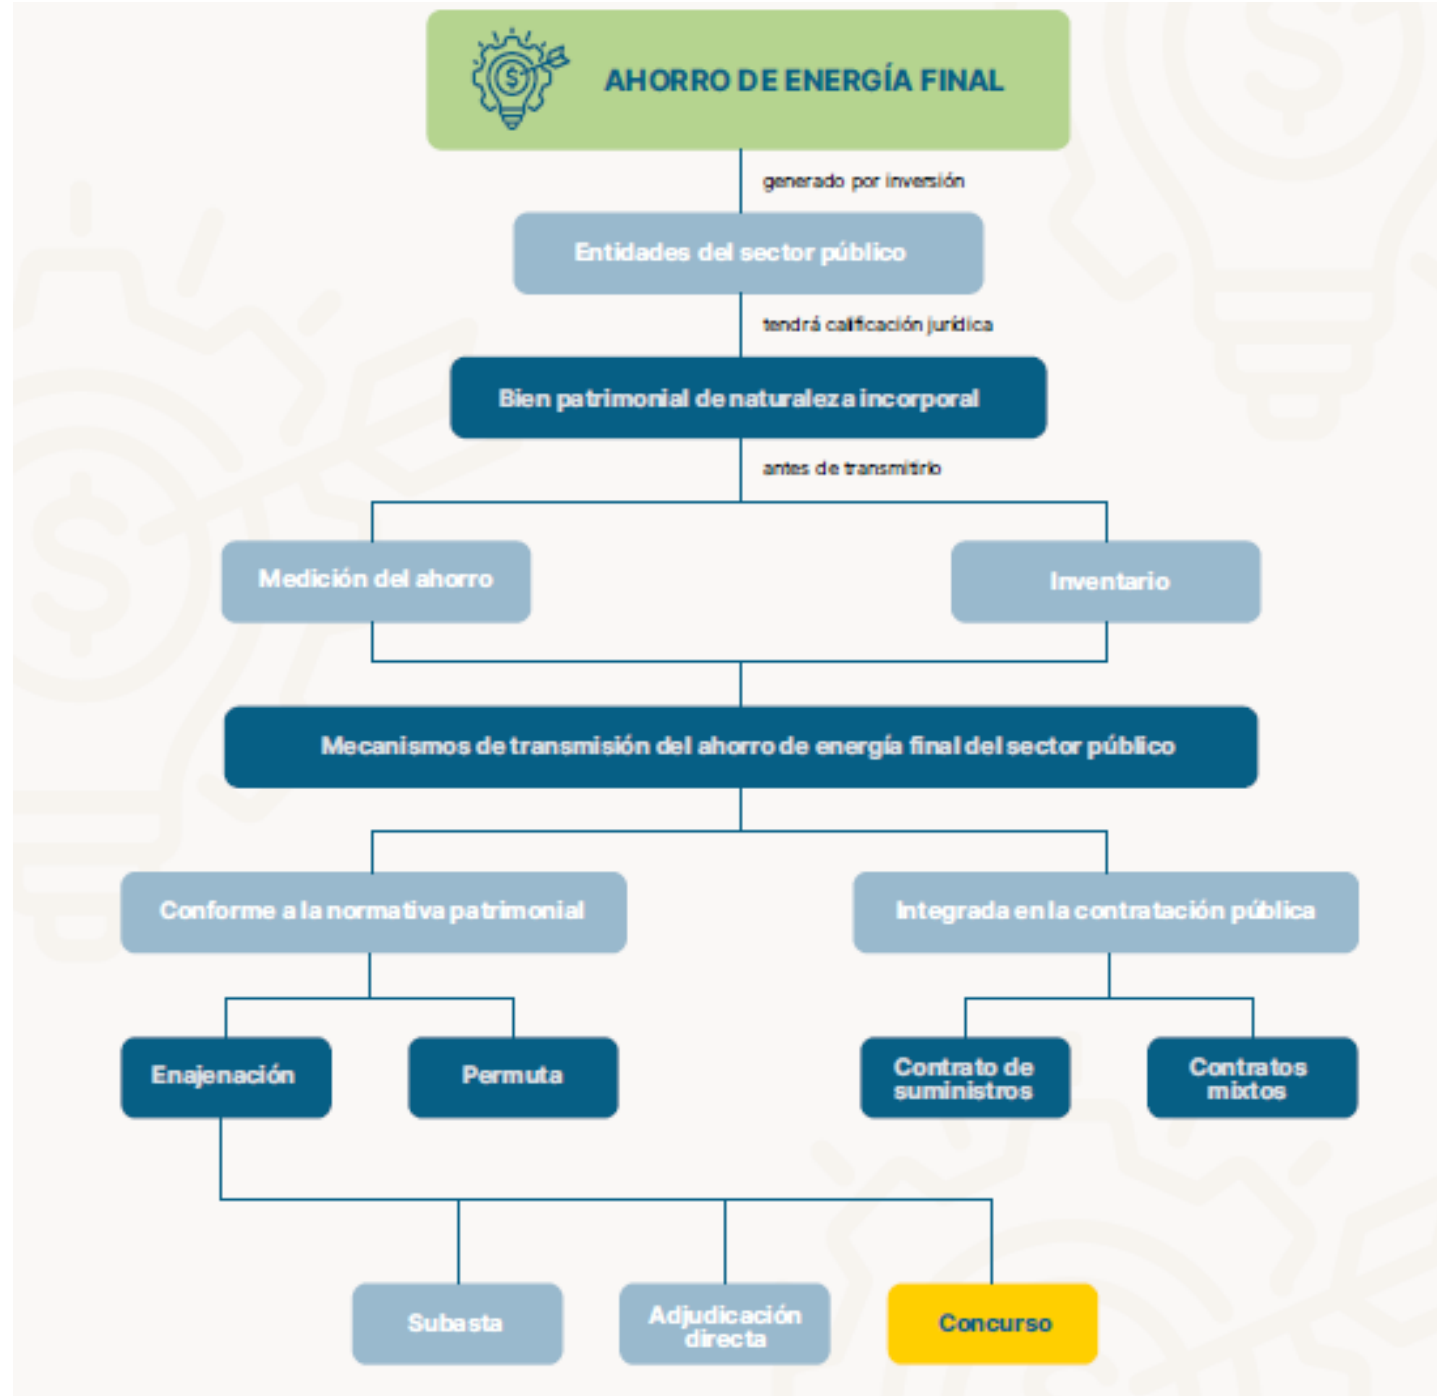 AHORRO DE ENERGÍA FINAL
generado por inversión
Entidades del sector público
tendrá calificación jurídica
Bien patrimonial de naturaleza incorporal
antes de transmitirlo
Medición del ahorro
Inventario
Mecanismos de transmisión del ahorro de energía final del sector público
Conforme a la normativa patrimonial
Integrada en la contratación pública
Enajenación
Permuta
Contrato de
suministros
Contratos
mixtos
Subasta
Adjudicación
directa
Concurso